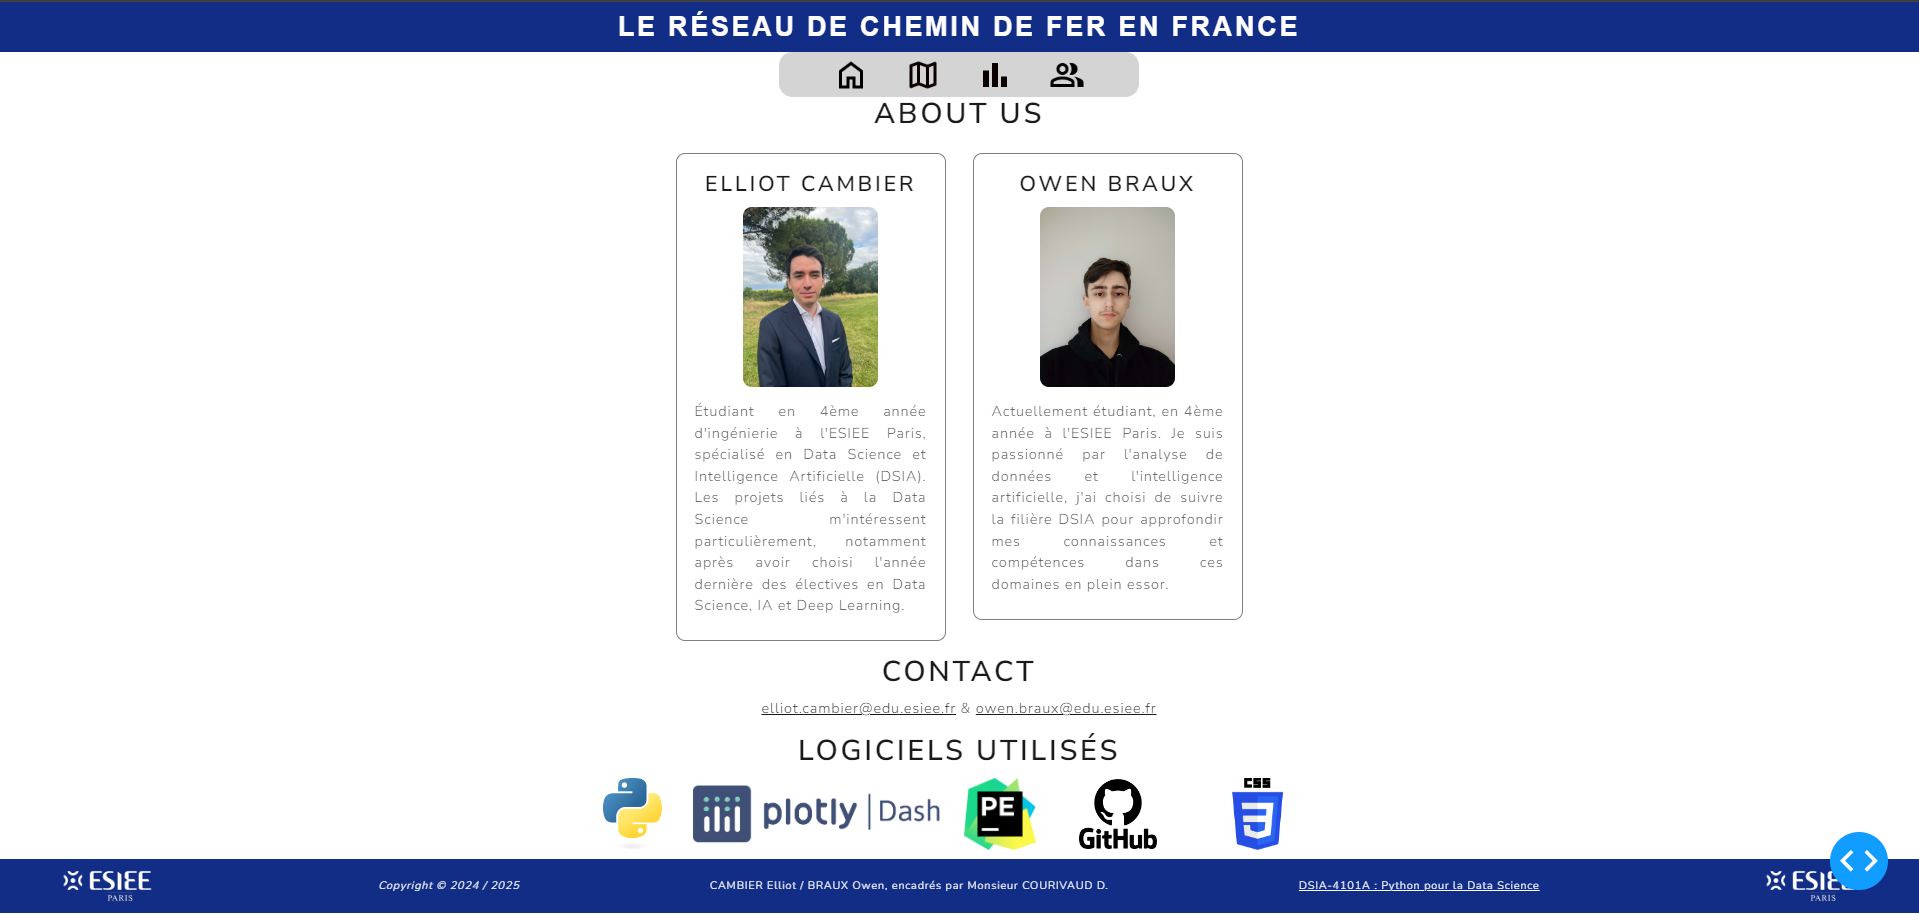 LE RÉSEAU DE CHEMIN DE FER EN FRANCE
ABOUT US
ELLIOT CAMBIER
Étudiant en 4ème année
d'ingénierie à l'ESIEE Paris,
spécialisé en Data Science et
Intelligence Artificielle (DSIA).
Les projets liés à la Data
Science m'intéressent
particulièrement, notamment
après avoir choisi l'année
dernière des électives en Data
Science, IA et Deep Learning.
OWEN BRAUX
Actuellement étudiant, en 4ème
année à l'ESIEE Paris. Je suis
passionné par l'analyse de
données et l'intelligence
artificielle, j'ai choisi de suivre
la filière DSIA pour approfondir
mes connaissances et
compétences dans ces
domaines en plein essor.
CONTACT
elliot.cambier@edu.esiee.fr & owen.braux@edu.esiee.fr
LOGICIELS UTILISÉS
plotly | Dash
PE
GitHub
CSS
3
ESIEE
PARIS
Copyright © 2024 / 2025
CAMBIER Elliot / BRAUX Owen, encadrés par Monsieur COURIVAUD D.
DSIA-4101A : Python pour la Data Science
ESIE
PARIS